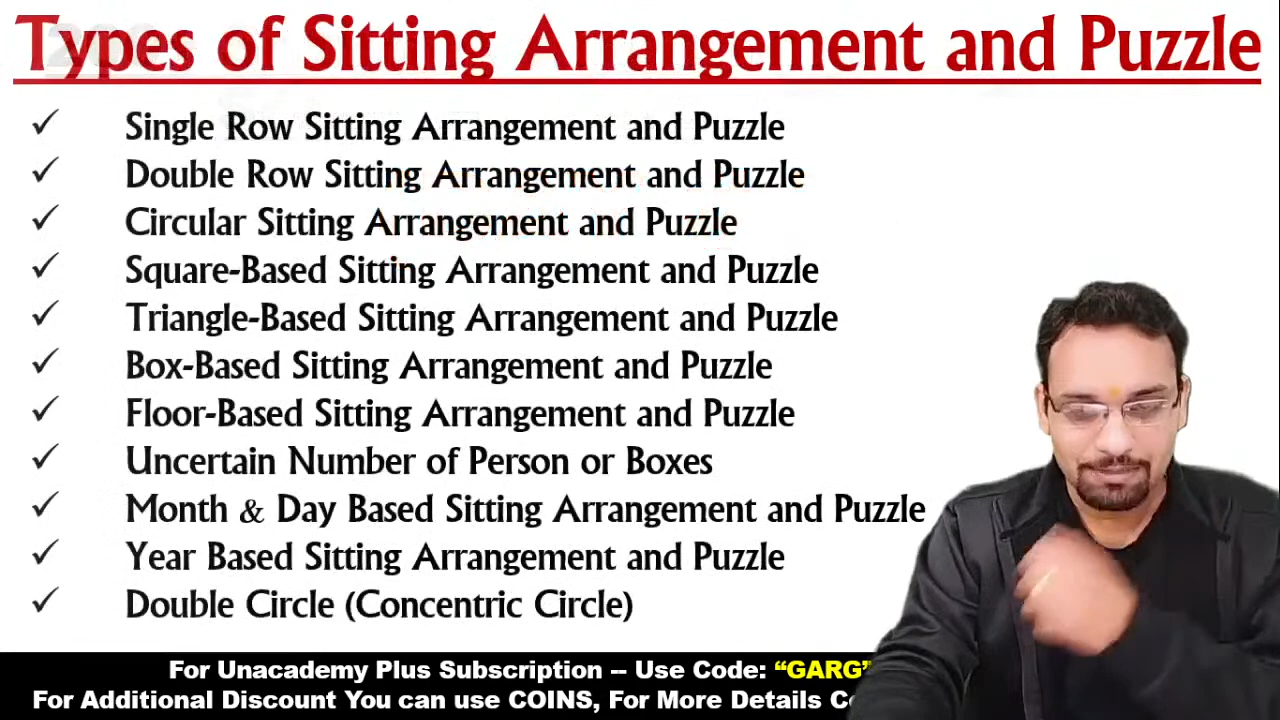 Types of Sitting Arrangement and Puzzle
✓ Single Row Sitting Arrangement and Puzzle
✓ Double Row Sitting Arrangement and Puzzle
✓ Circular Sitting Arrangement and Puzzle
✓ Square-Based Sitting Arrangement and Puzzle
✓ Triangle-Based Sitting Arrangement and Puzzle
✓ Box-Based Sitting Arrangement and Puzzle
✓ Floor-Based Sitting Arrangement and Puzzle
✓ Uncertain Number of Person or Boxes
✓ Month & Day Based Sitting Arrangement and Puzzle
✓ Year Based Sitting Arrangement and Puzzle
✓ Double Circle (Concentric Circle)
For Unacademy Plus Subscription -- Use Code: “GARG”
For Additional Discount You can use COINS, For More Details